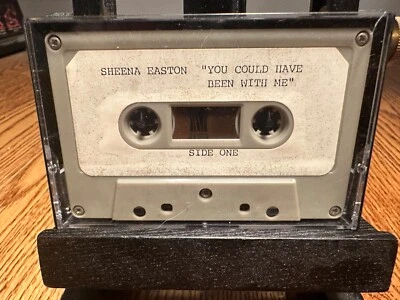 SHEENA EASTON "YOU COULD HAVE
BEEN WITH ME"
SIDE ONE